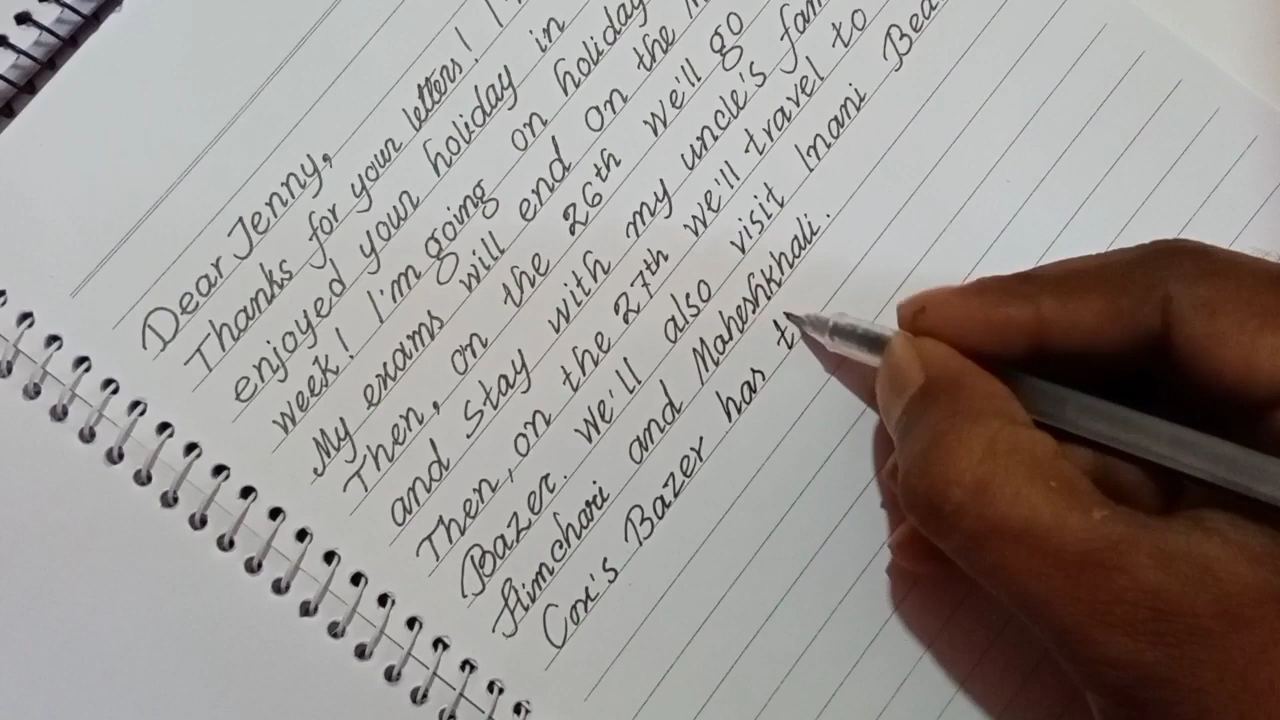 Dear Jenny,
Thanks for your letters!
enjoyed your holiday in
week! I'm going on holiday
My exams will end on the
Then, on the 26th we'll go
and stay with my uncle's
Then, on the 27th we'll travel to
Bazer. we'll also visit Inani
Himchari and Maheshkhali.
Cox's Bazer has